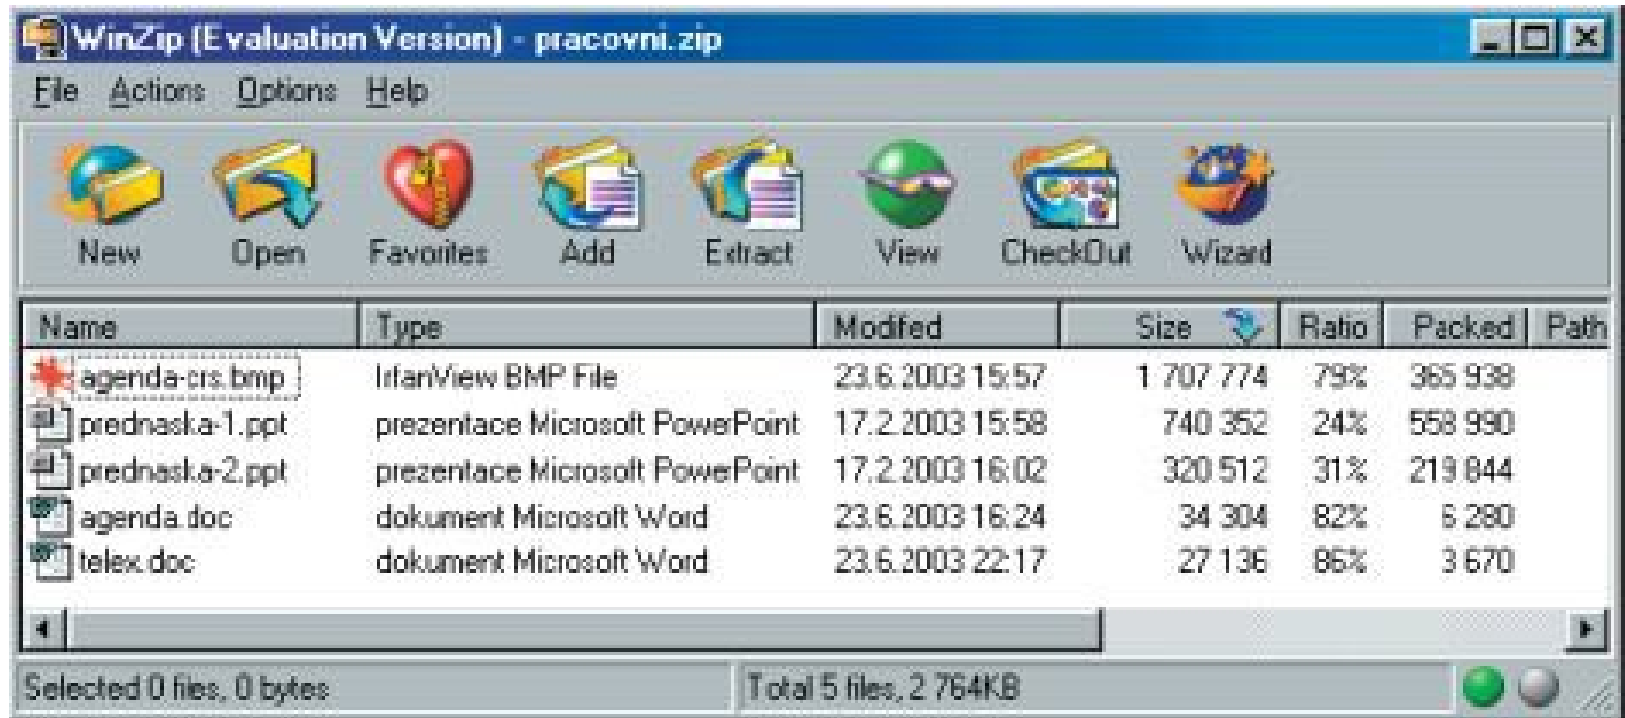 WinZip (Evaluation Version) - pracovni.zip
File Actions Options Help
New Open Favorites Add Extract View CheckOut Wizard
Name Type Modified Size Ratio Packed Path
agenda-crs.bmp IrfanView BMP File 23.6.2003 15:57 1 707 774 79% 365 938
prednaska-1.ppt prezentace Microsoft PowerPoint 17.2.2003 15:58 740 352 24% 558 990
prednaska-2.ppt prezentace Microsoft PowerPoint 17.2.2003 16:02 320 512 31% 219 844
agenda.doc dokument Microsoft Word 23.6.2003 16:24 34 304 82% 6 280
telex.doc dokument Microsoft Word 23.6.2003 22:17 27 136 86% 3 670
Selected 0 files, 0 bytes Total 5 files, 2 764KB